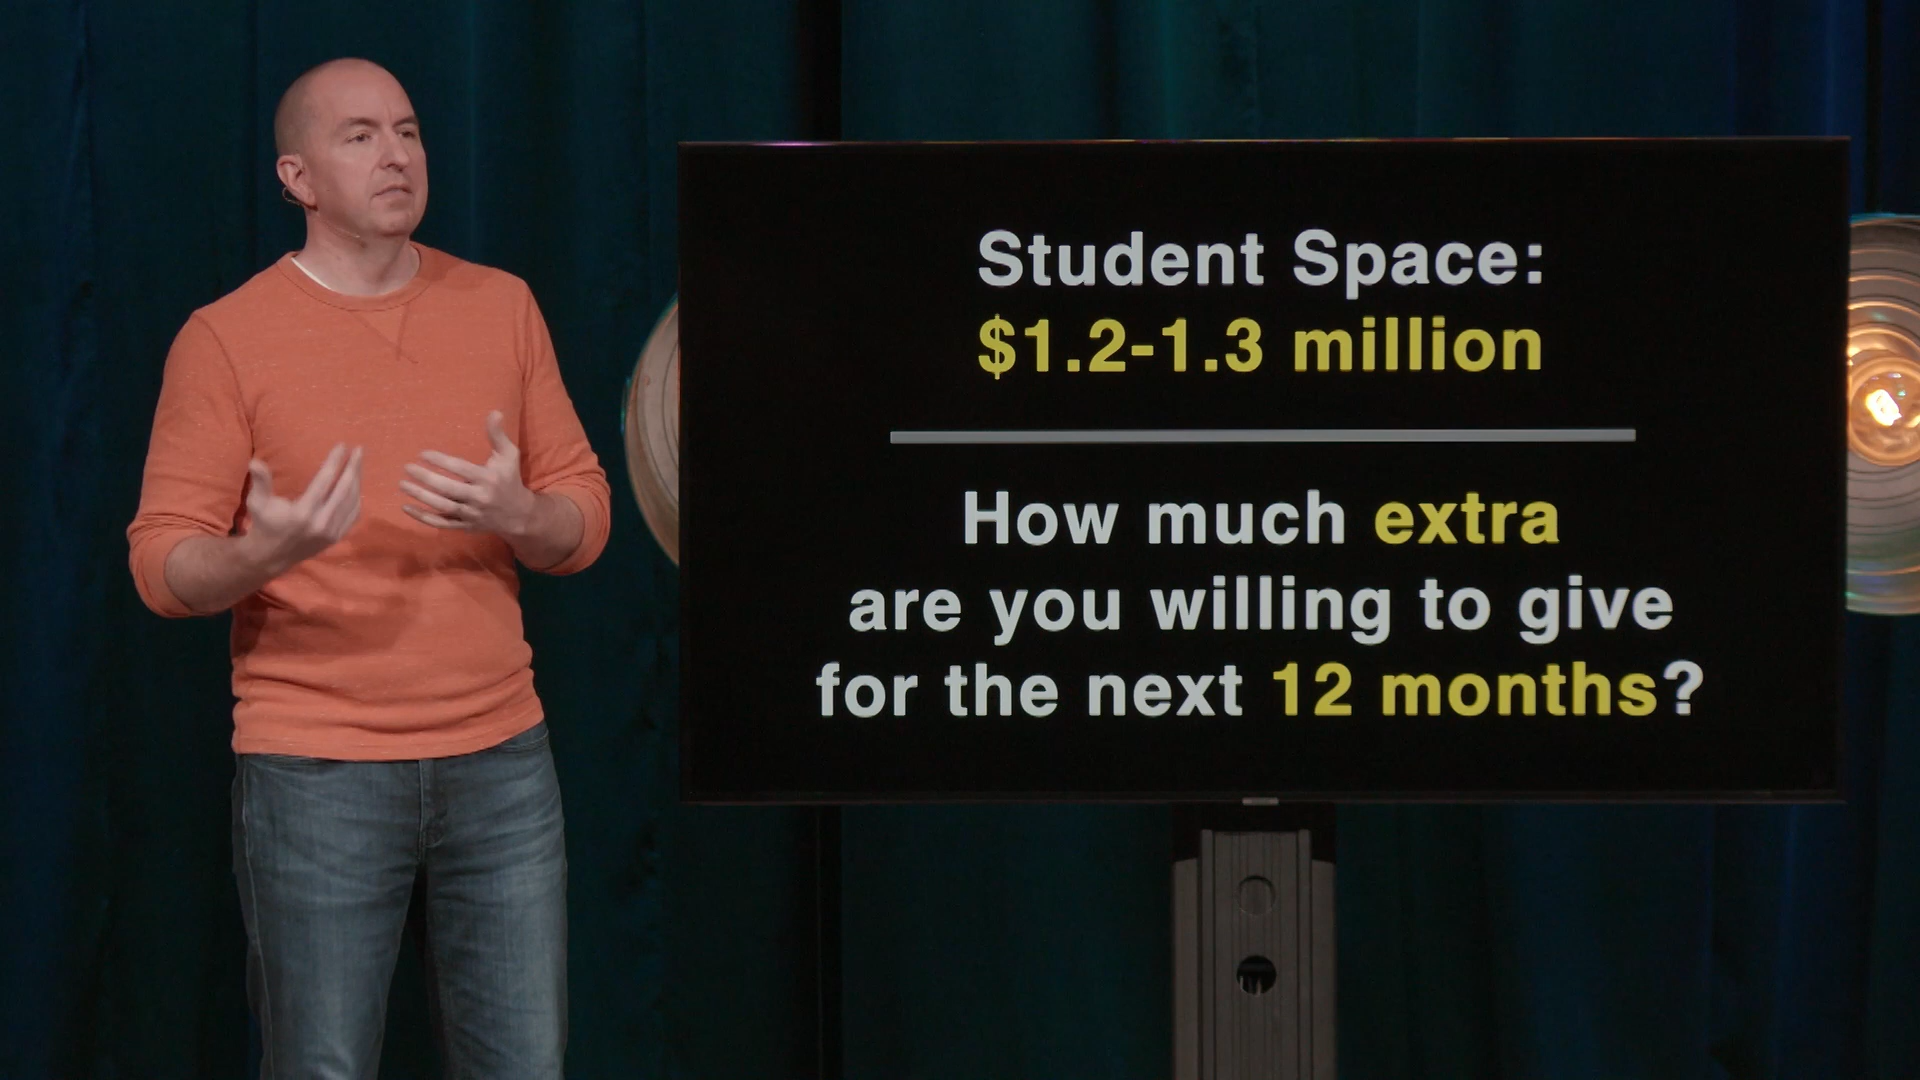 Student Space:
$1.2-1.3 million
How much extra
are you willing to give
for the next 12 months?